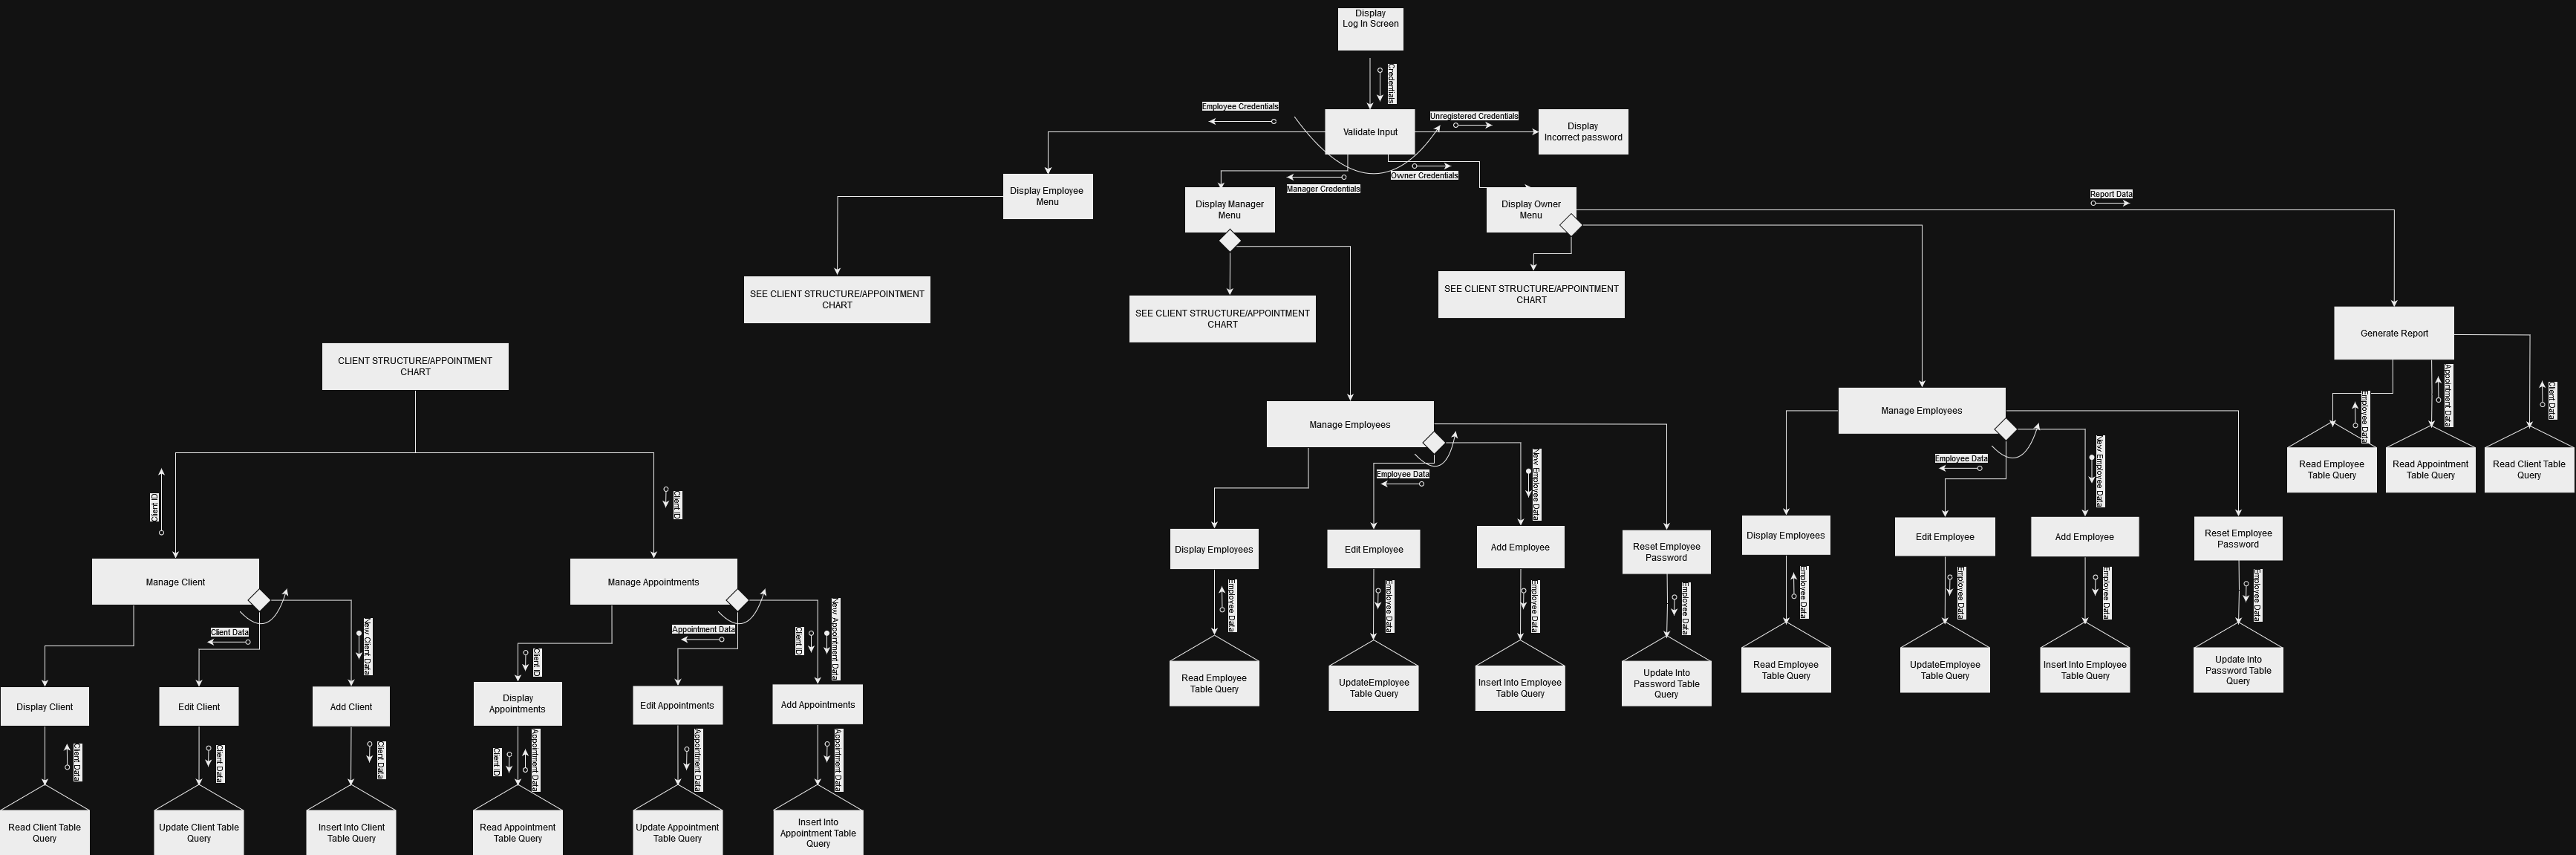 Display
Log In Screen
Credentials
Employee Credentials
Unregistered Credentials
Validate Input
Display
Incorrect password
Owner Credentials
Manager Credentials
Display Employee
Menu
Display Manager
Menu
Display Owner
Menu
Report Data
SEE CLIENT STRUCTURE/APPOINTMENT
CHART
SEE CLIENT STRUCTURE/APPOINTMENT
CHART
SEE CLIENT STRUCTURE/APPOINTMENT
CHART
Generate Report
Employee Data
Appointment Data
Client Data
Read Employee
Table Query
Read Appointment
Table Query
Read Client Table
Query
CLIENT STRUCTURE/APPOINTMENT
CHART
Client ID
Client ID
Manage Client
Manage Appointments
Client Data
New Client Data
Appointment Data
Client ID
New Appointment Data
Client ID
Display Client
Edit Client
Add Client
Display
Appointments
Edit Appointments
Add Appointments
Client Data
Client Data
Client Data
Client ID
Appointment Data
Appointment Data
Appointment Data
Read Client Table
Query
Update Client Table
Query
Insert Into Client
Table Query
Read Appointment
Table Query
Update Appointment
Table Query
Insert Into
Appointment Table
Query
Manage Employees
Employee Data
New Employee Data
Display Employees
Edit Employee
Add Employee
Reset Employee
Password
Employee Data
Employee Data
Employee Data
Employee Data
Read Employee
Table Query
UpdateEmployee
Table Query
Insert Into Employee
Table Query
Update Into
Password Table
Query
Manage Employees
Employee Data
New Employee Data
Display Employees
Edit Employee
Add Employee
Reset Employee
Password
Employee Data
Employee Data
Employee Data
Employee Data
Read Employee
Table Query
UpdateEmployee
Table Query
Insert Into Employee
Table Query
Update Into
Password Table
Query